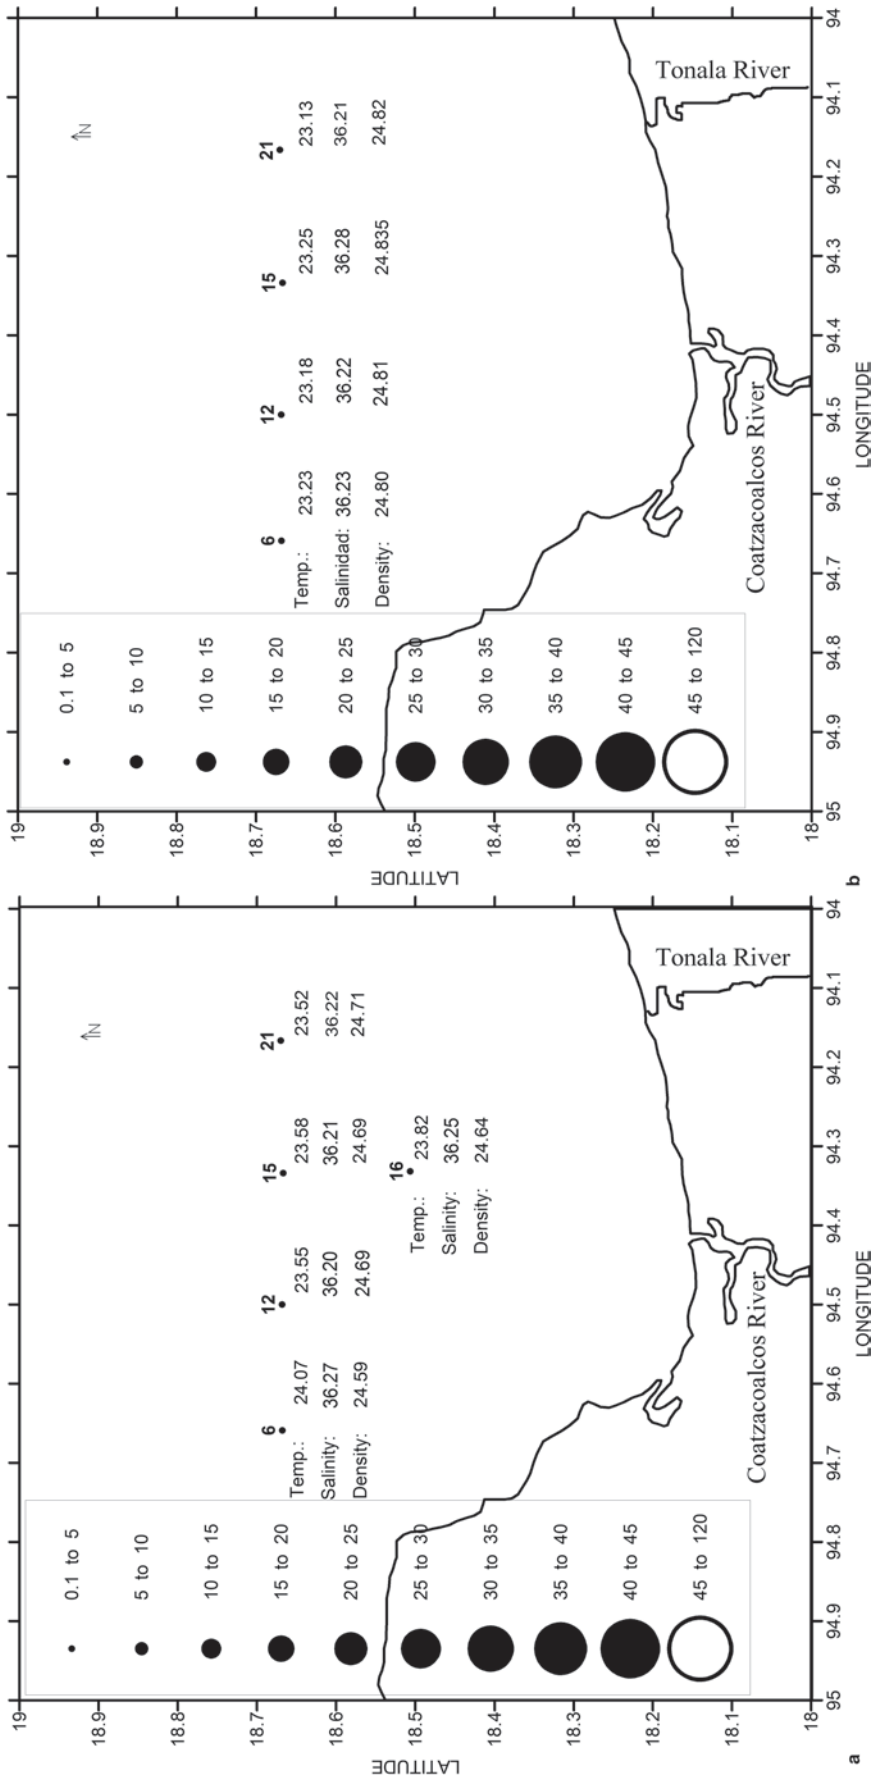 19
18.9
18.8
18.7
18.6
18.5
18.4
18.3
18.2
18.1
18
LATITUDE
0.1 to 5
5 to 10
10 to 15
15 to 20
20 to 25
25 to 30
30 to 35
35 to 40
40 to 45
45 to 120
N
6 12 15 21
Temp.: 24.07 23.55 23.58 23.52
Salinity: 36.27 36.20 36.21 36.22
Density: 24.59 24.69 24.69 24.71
16
Temp.: 23.82
Salinity: 36.25
Density: 24.64
Coatzacoalcos River
Tonala River
95 94.9 94.8 94.7 94.6 94.5 94.4 94.3 94.2 94.1 94
LONGITUDE
a
19
18.9
18.8
18.7
18.6
18.5
18.4
18.3
18.2
18.1
18
LATITUDE
0.1 to 5
5 to 10
10 to 15
15 to 20
20 to 25
25 to 30
30 to 35
35 to 40
40 to 45
45 to 120
N
6 12 15 21
Temp.: 23.23 23.18 23.25 23.13
Salinidad: 36.23 36.22 36.28 36.21
Density: 24.80 24.81 24.835 24.82
Coatzacoalcos River
Tonala River
95 94.9 94.8 94.7 94.6 94.5 94.4 94.3 94.2 94.1 94
LONGITUDE
b